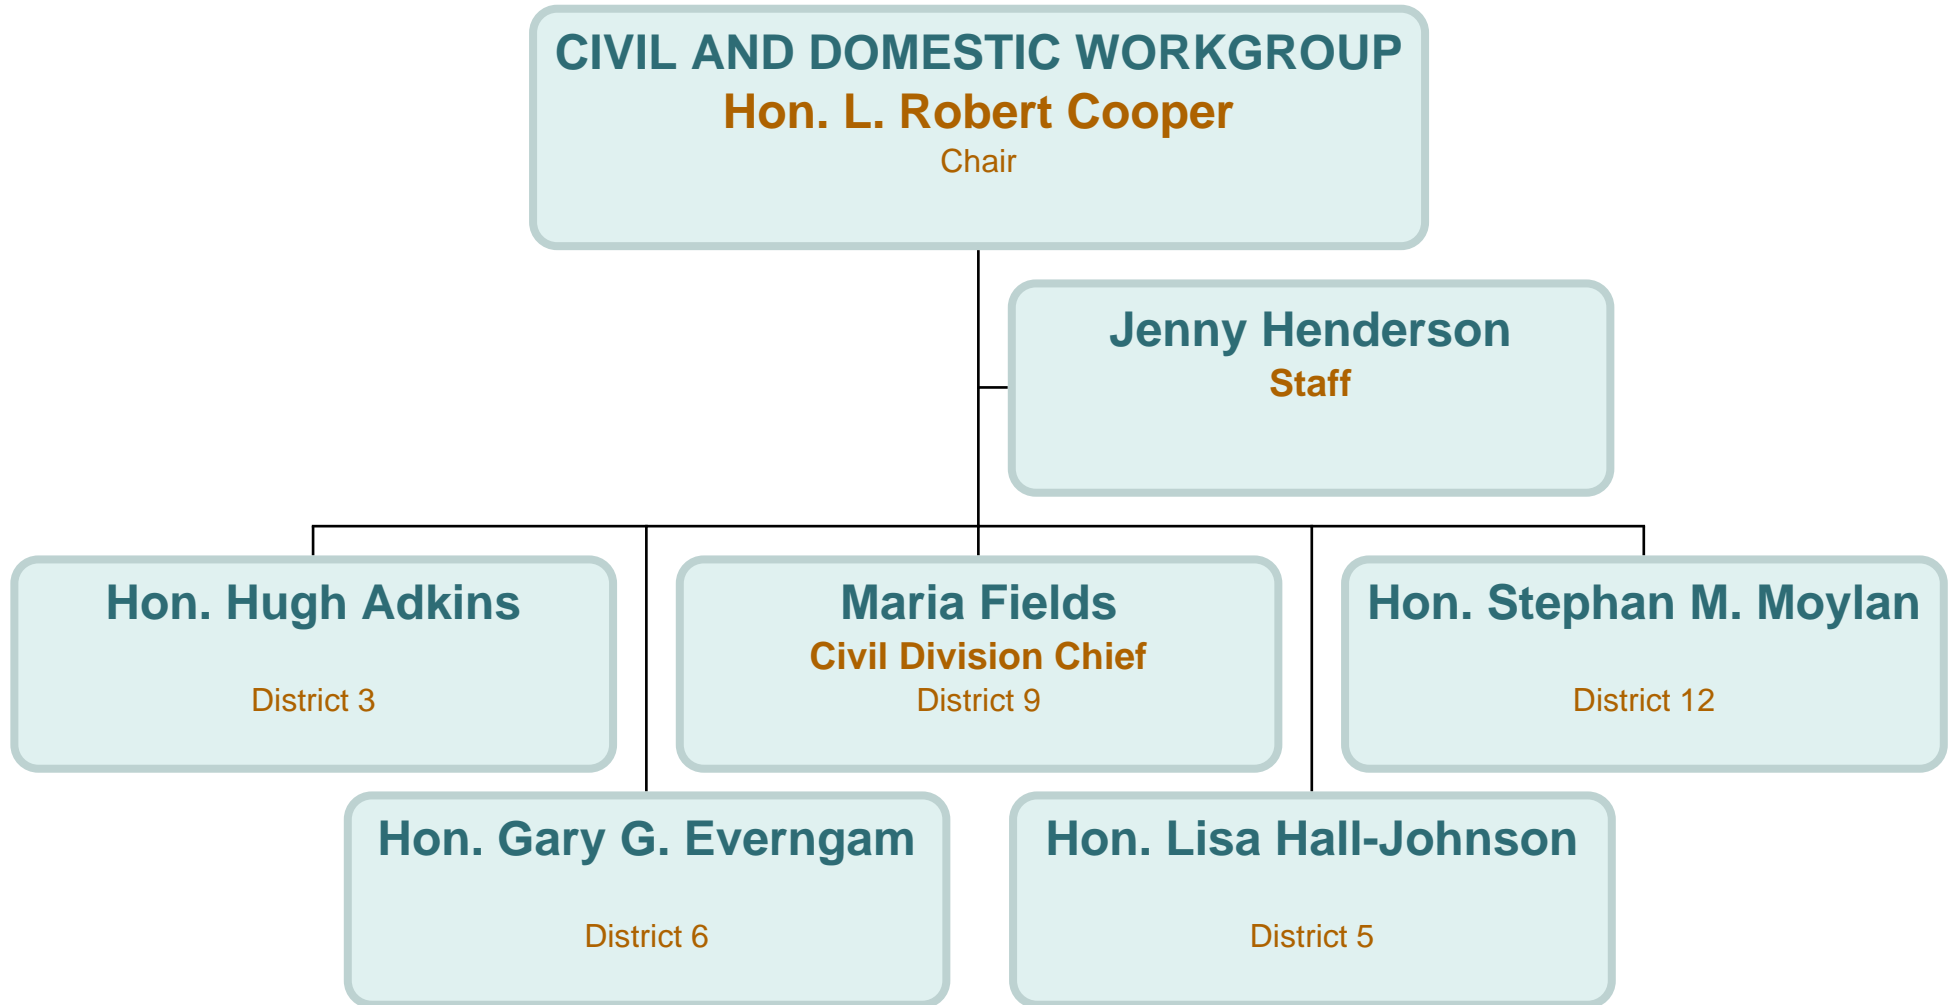 CIVIL AND DOMESTIC WORKGROUP
Hon. L. Robert Cooper
Chair
Jenny Henderson
Staff
Hon. Hugh Adkins
District 3
Maria Fields
Civil Division Chief
District 9
Hon. Stephan M. Moylan
District 12
Hon. Gary G. Everngam
District 6
Hon. Lisa Hall-Johnson
District 5